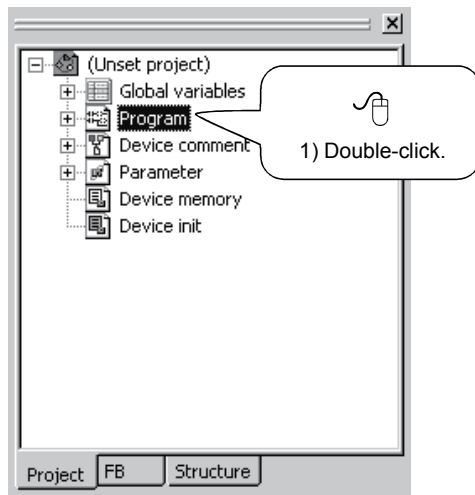 (Unset project)
Global variables
Program
Device comment
Parameter
Device memory
Device init
1) Double-click.
Project FB Structure